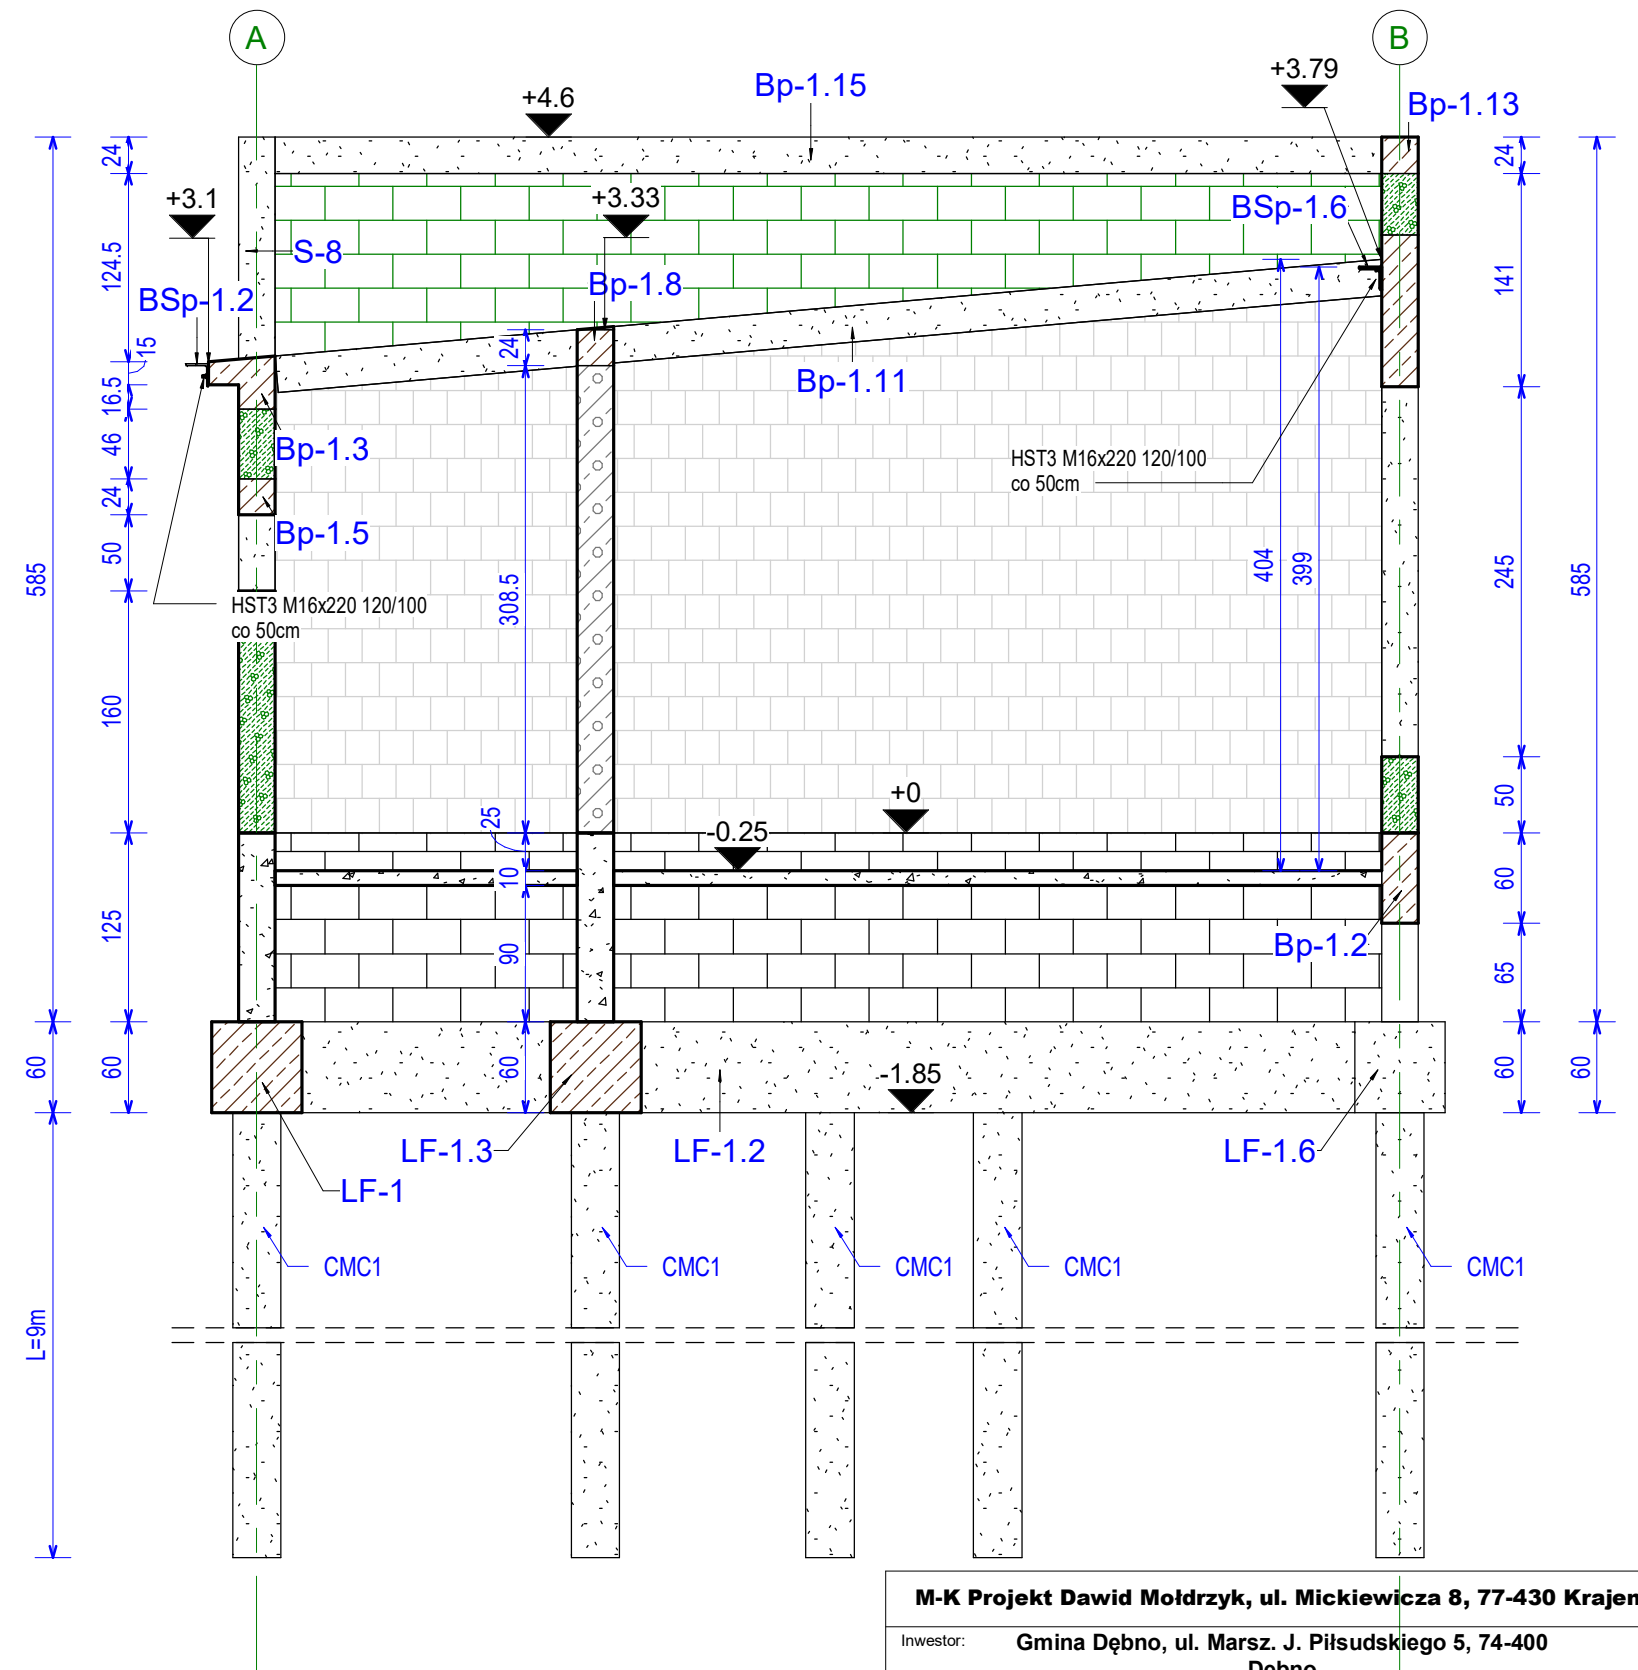 A
B
+3.79
+4.6
Bp-1.15
Bp-1.13
24
24
+3.1
+3.33
BSp-1.6
124.5
S-8
141
BSp-1.2
Bp-1.8
15
24
Bp-1.11
16.5
46
Bp-1.3
HST3 M16x220 120/100
co 50cm
24
Bp-1.5
50
585
308.5
404
399
245
585
HST3 M16x220 120/100
co 50cm
160
+0
50
25
-0.25
10
60
125
90
Bp-1.2
65
60
60
60
-1.85
60
60
LF-1.3
LF-1.2
LF-1.6
LF-1
CMC1
CMC1
CMC1
CMC1
CMC1
L=9m
M-K Projekt Dawid Mołdrzyk, ul. Mickiewicza 8, 77-430 Krajen
Inwestor:
Gmina Dębno, ul. Marsz. J. Piłsudskiego 5, 74-400
Dębno